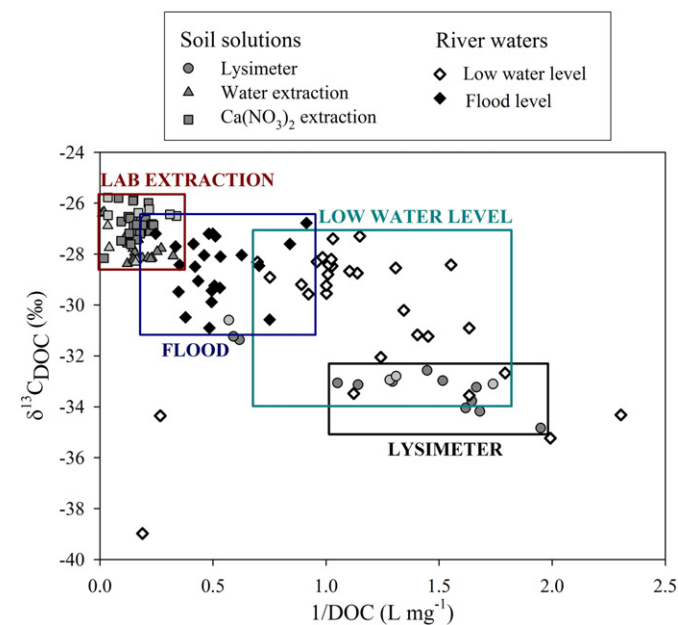 Soil solutions
Lysimeter
Water extraction
Ca(NO3)2 extraction
River waters
Low water level
Flood level
-24
-26
-28
-30
-32
-34
-36
-38
-40
δ13CDOC (‰)
LAB EXTRACTION
LOW WATER LEVEL
FLOOD
LYSIMETER
0.0 0.5 1.0 1.5 2.0 2.5
1/DOC (L mg-1)